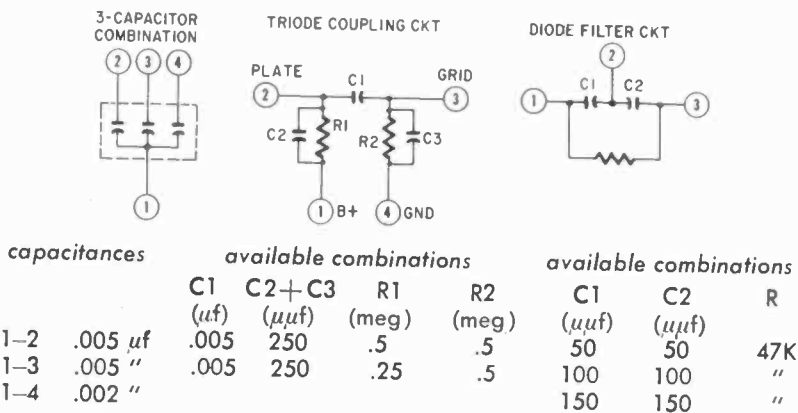 3-CAPACITOR
COMBINATION
2 3 4
1
TRIODE COUPLING CKT
PLATE C1 GRID
2 3
C2 R1 R2 C3
1 B+ 4 GND
DIODE FILTER CKT
2
C1 C2
1 3
capacitances
1–2 .005 µf
1–3 .005 "
1–4 .002 "
available combinations
C1 C2+C3 R1 R2
(µf) (µµf) (meg) (meg)
.005 250 .5 .5
.005 250 .25 .5
available combinations
C1 C2 R
(µµf) (µµf)
50 50 47K
100 100 "
150 150 "